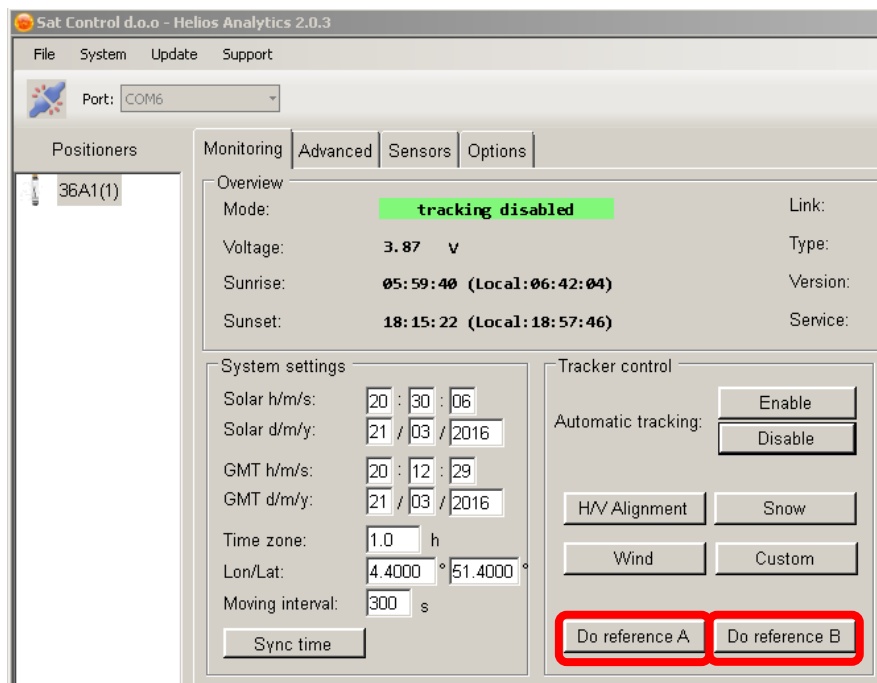 Sat Control d.o.o - Helios Analytics 2.0.3
File System Update Support
Port: COM6
Positioners
36A1(1)
Monitoring Advanced Sensors Options
Overview
Mode: tracking disabled Link:
Voltage: 3.87 V Type:
Sunrise: 05:59:40 (Local:06:42:04) Version:
Sunset: 18:15:22 (Local:18:57:46) Service:
System settings
Solar h/m/s: 20 : 30 : 06
Solar d/m/y: 21 / 03 / 2016
GMT h/m/s: 20 : 12 : 29
GMT d/m/y: 21 / 03 / 2016
Time zone: 1.0 h
Lon/Lat: 4.4000 ° 51.4000 °
Moving interval: 300 s
Sync time
Tracker control
Automatic tracking: Enable
Disable
H/V Alignment Snow
Wind Custom
Do reference A Do reference B